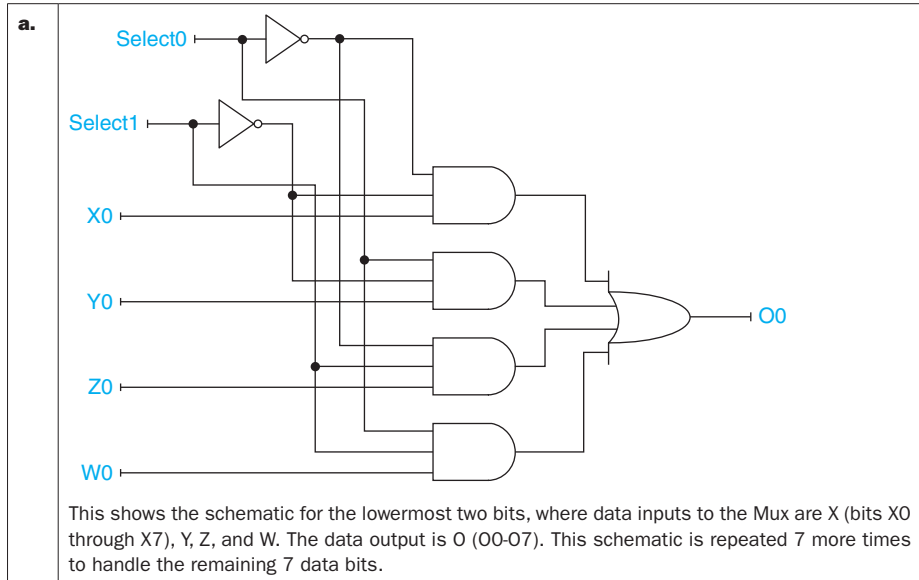 a.
Select0
Select1
X0
Y0
Z0
W0
O0
This shows the schematic for the lowermost two bits, where data inputs to the Mux are X (bits X0
through X7), Y, Z, and W. The data output is O (O0-O7). This schematic is repeated 7 more times
to handle the remaining 7 data bits.